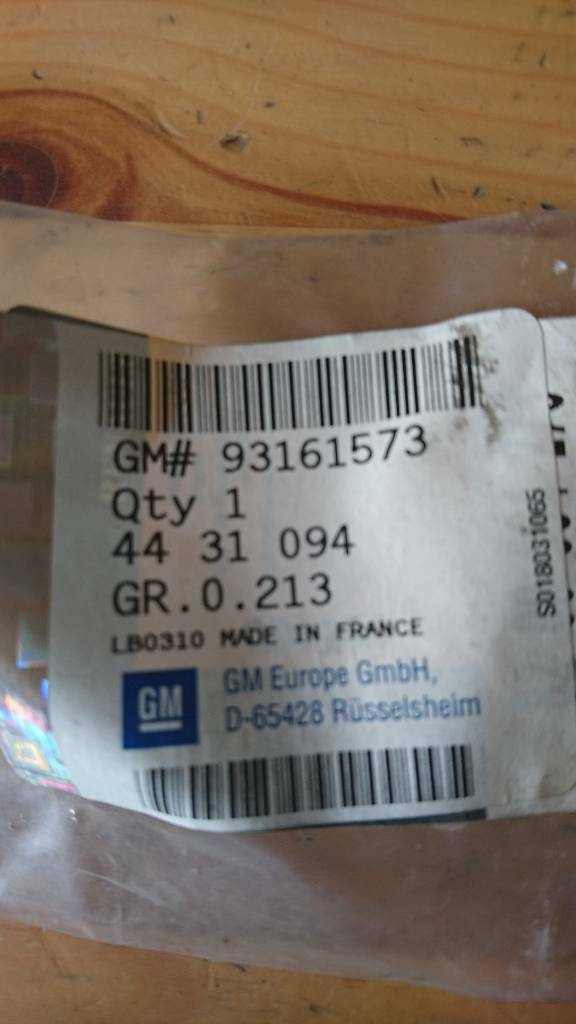 GM# 93161573
Qty 1
44 31 094
GR.0.213
LB0310 MADE IN FRANCE
GM
GM Europe GmbH,
D-65428 Rüsselsheim
S0118031065